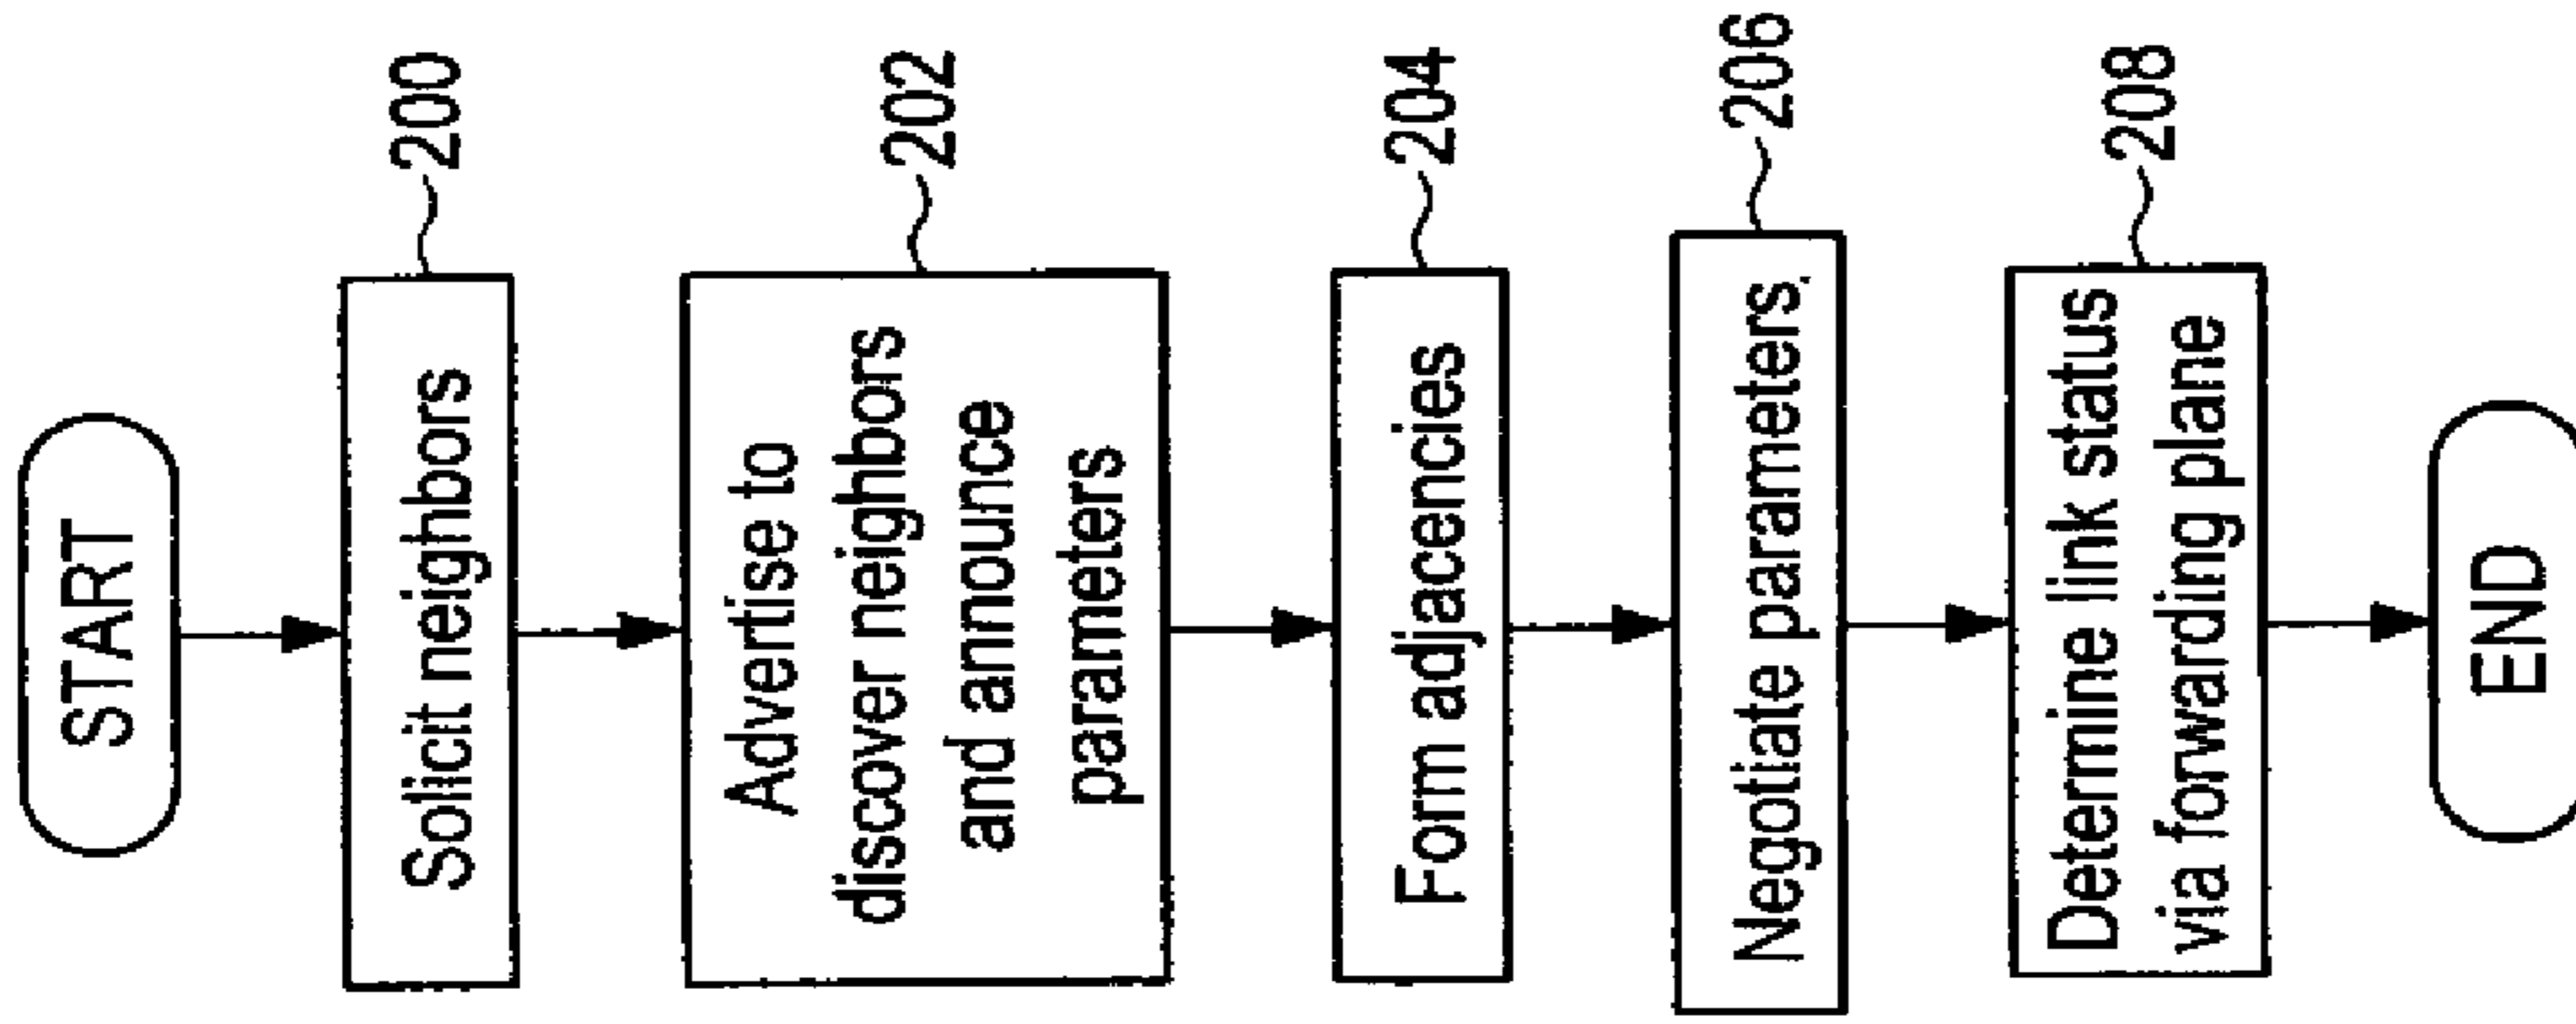 START
Solicit neighbors
200
Advertise to
discover neighbors
and announce
parameters
202
Form adjacencies
204
Negotiate parameters
206
Determine link status
via forwarding plane
208
END